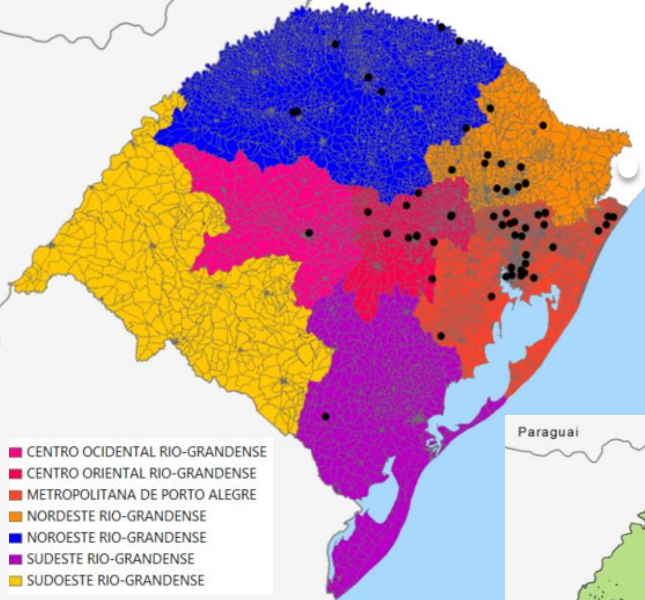 CENTRO OCIDENTAL RIO-GRANDENSE
CENTRO ORIENTAL RIO-GRANDENSE
METROPOLITANA DE PORTO ALEGRE
NORDESTE RIO-GRANDENSE
NOROESTE RIO-GRANDENSE
SUDESTE RIO-GRANDENSE
SUDOESTE RIO-GRANDENSE
Paraguai